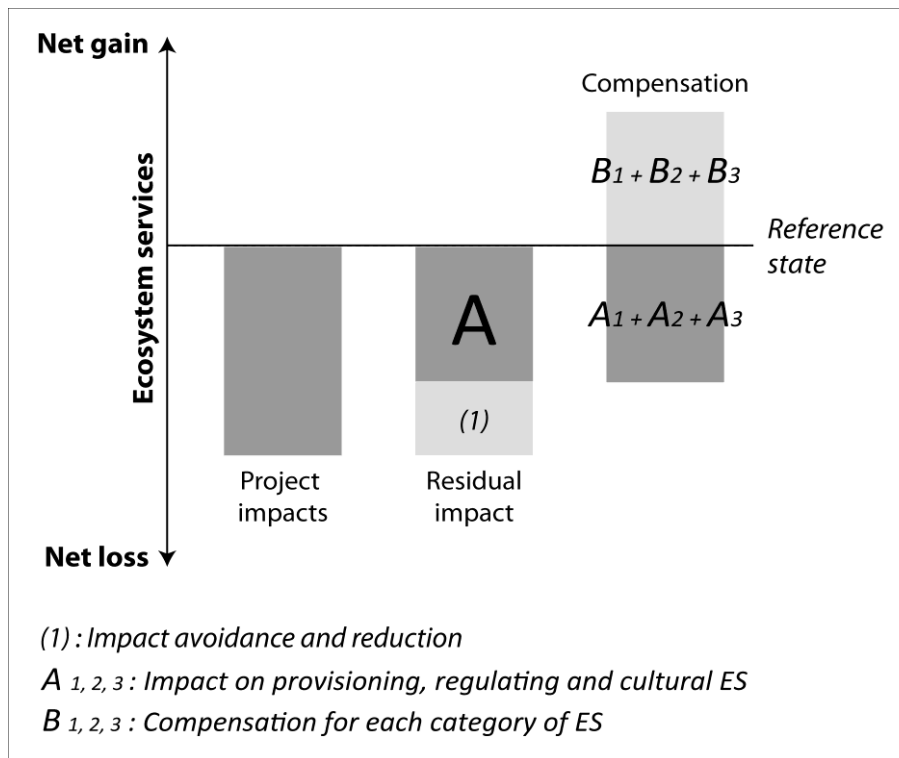 Net gain
Compensation
B1 + B2 + B3
Ecosystem services
Reference
state
A
A1 + A2 + A3
(1)
Project
impacts
Residual
impact
Net loss
(1) : Impact avoidance and reduction
A 1, 2, 3 : Impact on provisioning, regulating and cultural ES
B 1, 2, 3 : Compensation for each category of ES